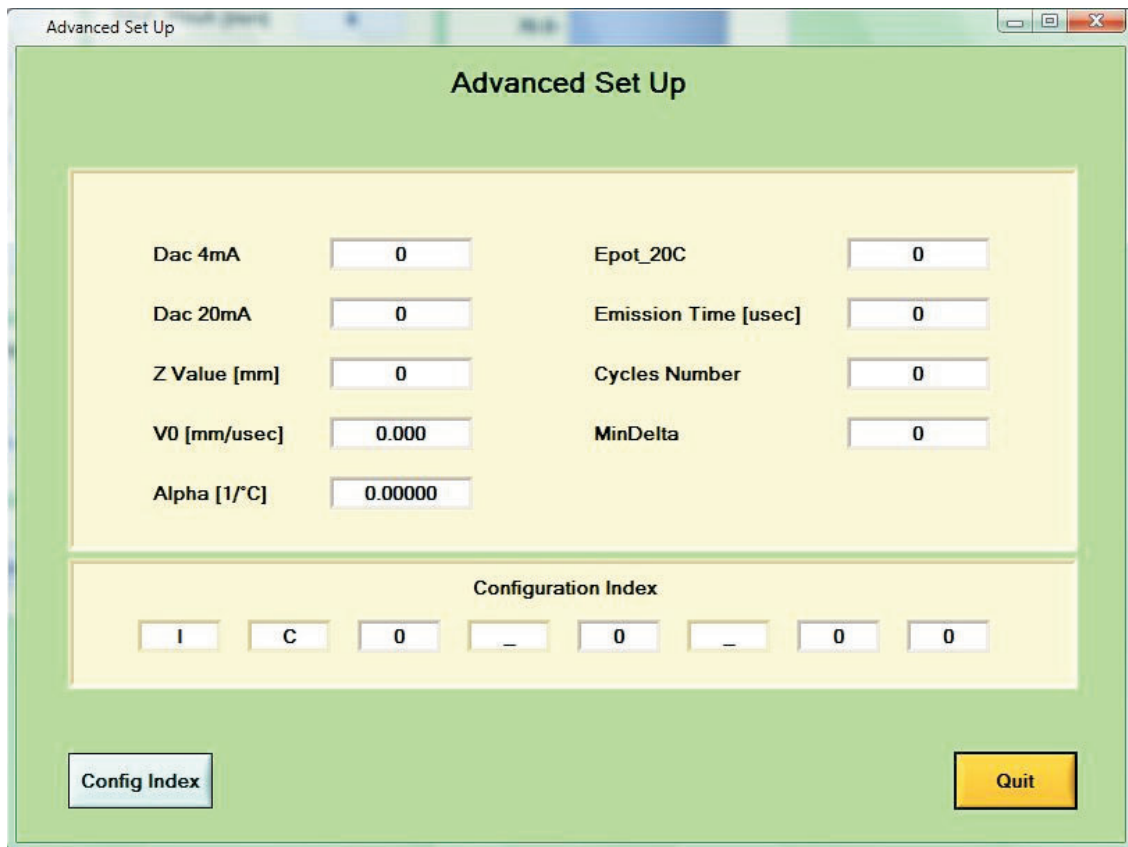 Advanced Set Up
Advanced Set Up
Dac 4mA 0 Epot_20C 0
Dac 20mA 0 Emission Time [usec] 0
Z Value [mm] 0 Cycles Number 0
V0 [mm/usec] 0.000 MinDelta 0
Alpha [1/°C] 0.00000
Configuration Index
I C 0 _ 0 _ 0 0
Config Index Quit